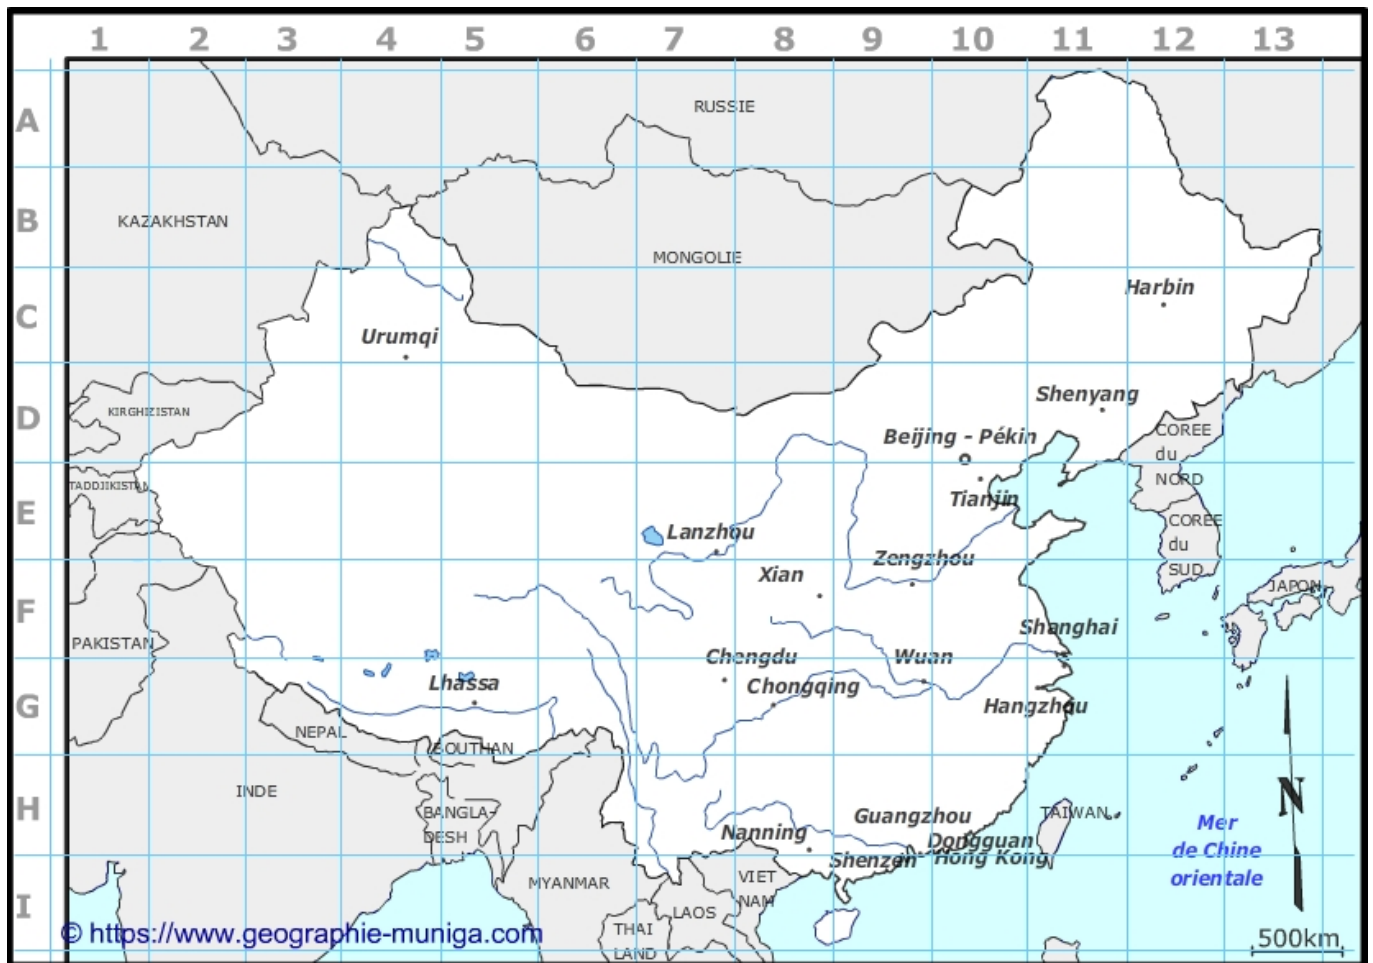 1 2 3 4 5 6 7 8 9 10 11 12 13
A
RUSSIE
B
KAZAKHSTAN
MONGOLIE
Harbin
C
Urumqi
Shenyang
D
KIRGHIZISTAN
COREE
du
NORD
Beijing - Pékin
TADDJIKISTAN
Tianjin
E
COREE
du
SUD
Lanzhou
Zengzhou
Xian
JAPON
F
Shanghai
PAKISTAN
Chengdu
Wuan
Lhassa
Chongqing
G
Hangzhou
NEPAL
BOUTHAN
INDE
H
BANGLA-
DESH
Guangzhou
TAIWAN
Nanning
Dongguan
Shenzen
Hong Kong
N
Mer
de Chine
orientale
MYANMAR
VIET
NAM
I
LAOS
THAI
LAND
© https://www.geographie-muniga.com
500km